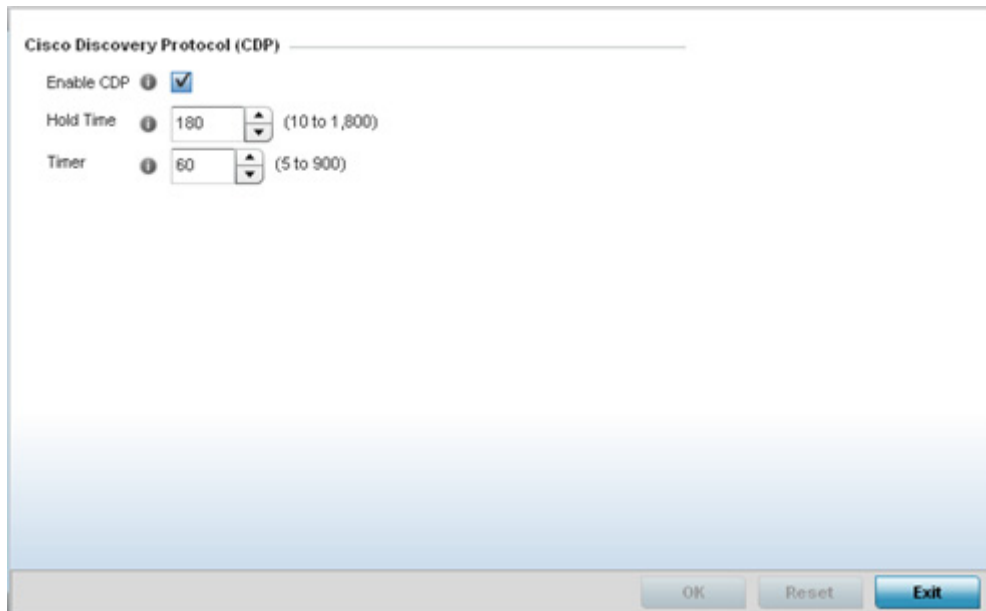 Cisco Discovery Protocol (CDP)
Enable CDP
Hold Time 180 (10 to 1,800)
Timer 60 (5 to 900)
OK Reset Exit